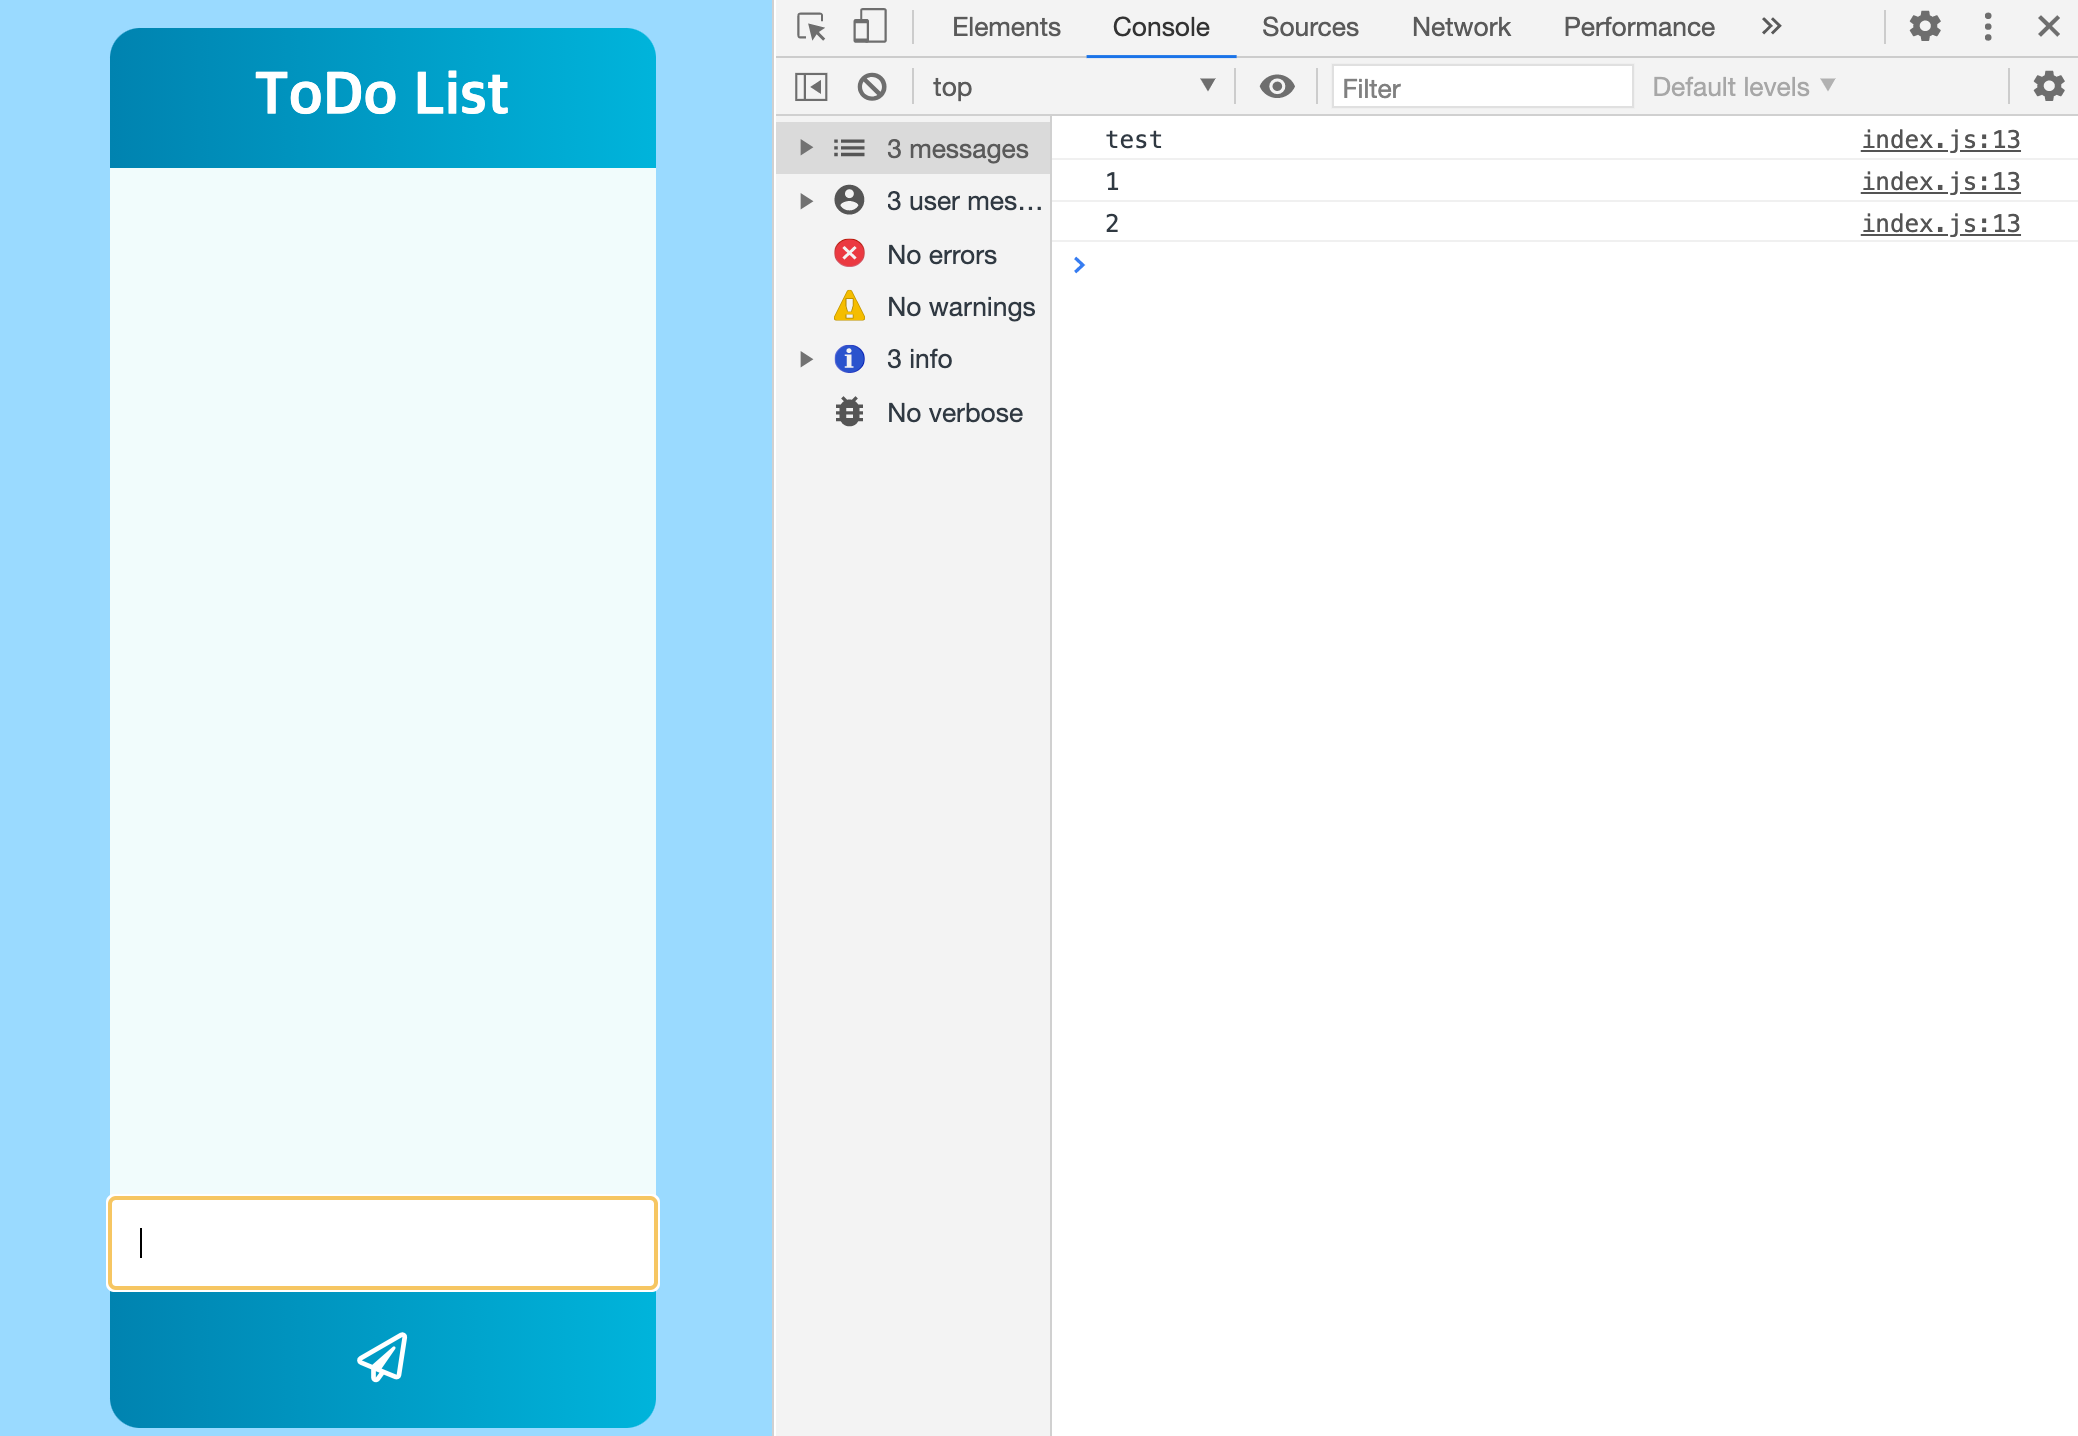 ToDo List
Elements Console Sources Network Performance
top Filter Default levels
3 messages
3 user mes…
No errors
No warnings
3 info
No verbose
test index.js:13
1 index.js:13
2 index.js:13